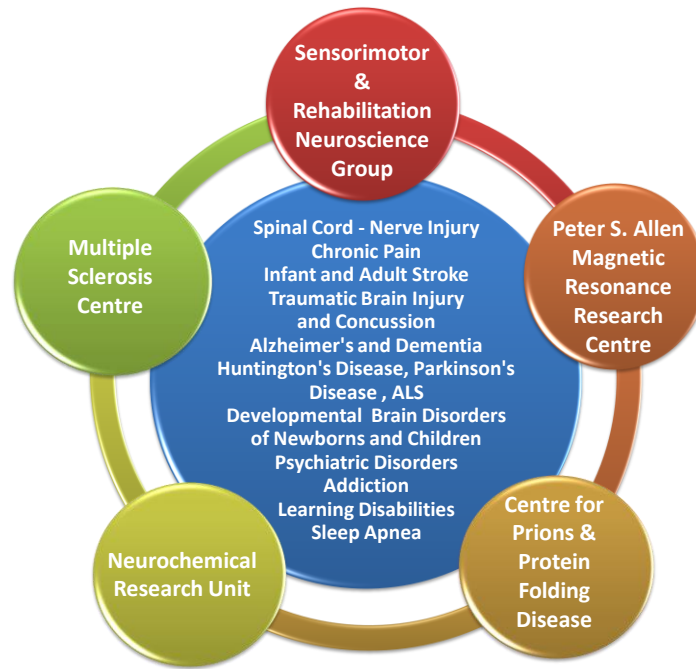 Sensorimotor
&
Rehabilitation
Neuroscience
Group
Peter S. Allen
Magnetic
Resonance
Research
Centre
Centre for
Prions &
Protein
Folding
Disease
Neurochemical
Research Unit
Multiple
Sclerosis
Centre
Spinal Cord - Nerve Injury
Chronic Pain
Infant and Adult Stroke
Traumatic Brain Injury
and Concussion
Alzheimer's and Dementia
Huntington's Disease, Parkinson's
Disease , ALS
Developmental Brain Disorders
of Newborns and Children
Psychiatric Disorders
Addiction
Learning Disabilities
Sleep Apnea